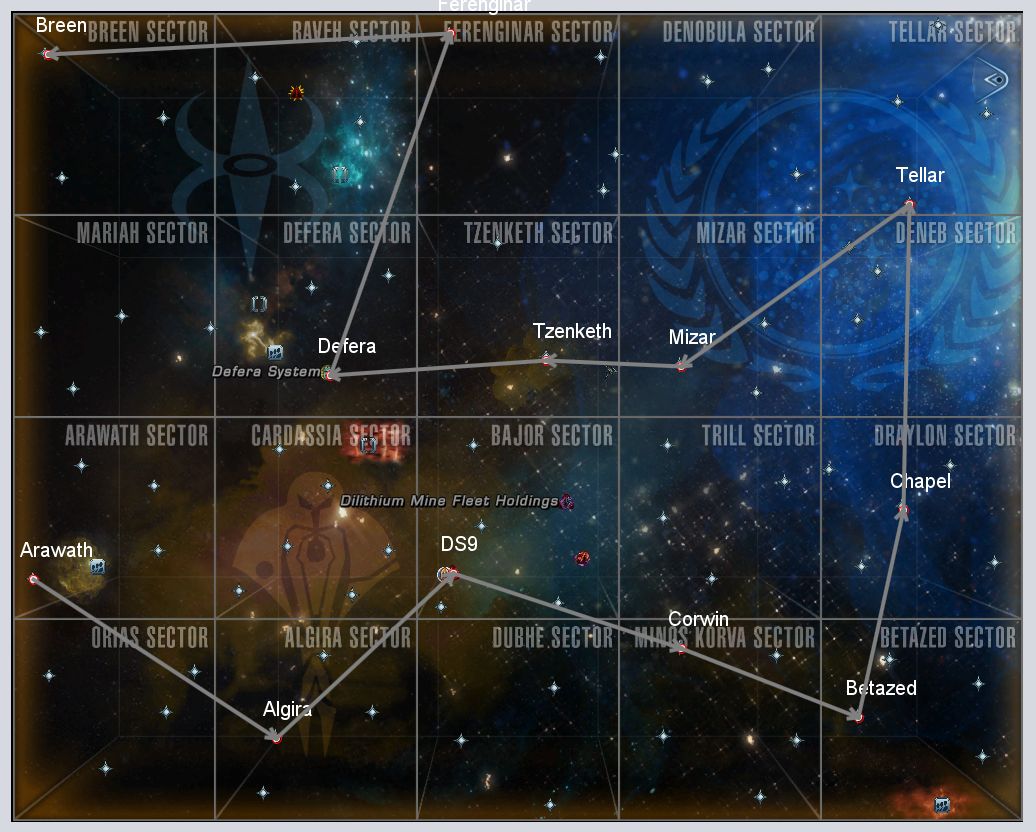 Ferenginar
Breen
BREEN SECTOR
RAVEH SECTOR
FERENGINAR SECTOR
DENOBULA SECTOR
TELLAR SECTOR
Tellar
MARIAH SECTOR
DEFERA SECTOR
TZENKETH SECTOR
MIZAR SECTOR
DENEB SECTOR
Tzenketh
Mizar
Defera
Defera System
ARAWATH SECTOR
CARDASSIA SECTOR
BAJOR SECTOR
TRILL SECTOR
DRAYLON SECTOR
Chapel
Dilithium Mine Fleet Holdings
Arawath
DS9
Corwin
ORIAS SECTOR
ALGIRA SECTOR
DUBHE SECTOR
MINOS KORVA SECTOR
BETAZED SECTOR
Betazed
Algira